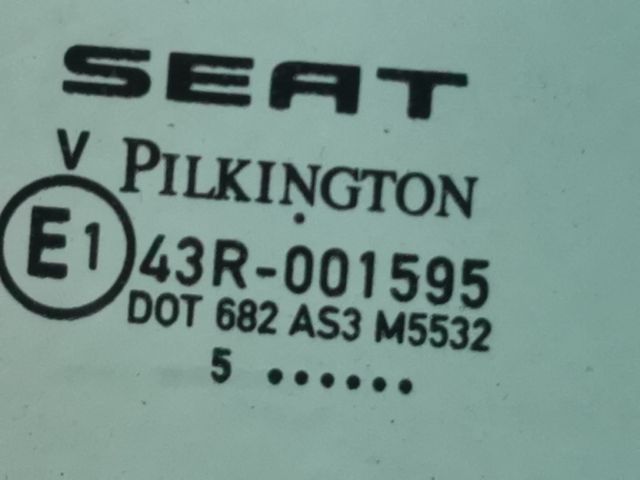 SEAT
V PILKINGTON
E1 43R-001595
DOT 682 AS3 M5532
5 ••••••